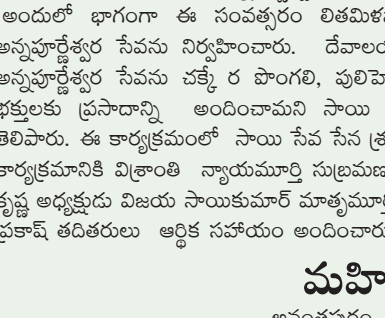 అందులో భాగంగా ఈ సంవత్సరం లితమిళ
అన్నపూర్ణేశ్వర సేవను నిర్వహించారు. దేవాల
అన్నపూర్ణేశ్వర సేవను చక్కే ర పొంగలి, పులిహె
భక్తులకు ప్రసాదాన్ని అందించామని సాయి
తెలిపారు. ఈ కార్యక్రమంలో సాయి సేవ సేన
కార్యక్రమానికి విశ్రాంతి న్యాయమూర్తి సుబ్రమణ
కృష్ణ అధ్యక్షుడు విజయ సాయికుమార్ మాతృమూర్
ప్రకాష్ తదితరులు ఆర్థిక సహాయం అందించార
మహి